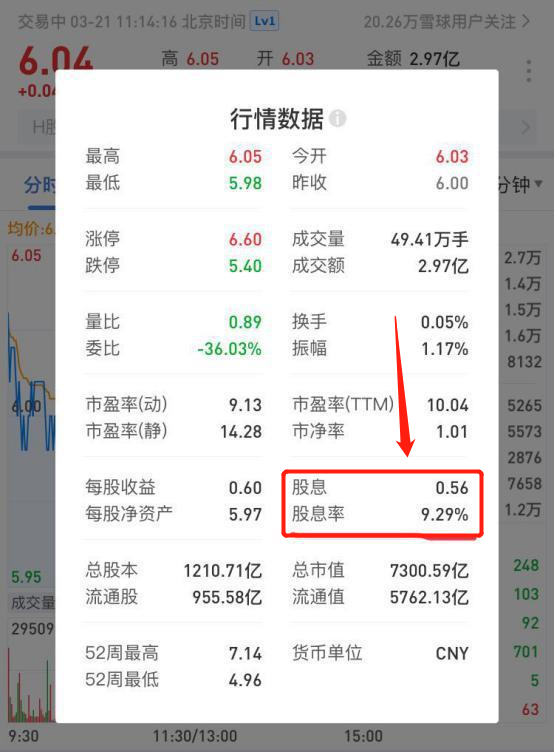 交易中 03-21 11:14:16 北京时间 Lv1 20.26万雪球用户关注
6.04 高 6.05 开 6.03 金额 2.97亿
+0.04
H股
行情数据
最高 6.05 今开 6.03
最低 5.98 昨收 6.00
涨停 6.60 成交量 49.41万手
跌停 5.40 成交额 2.97亿
量比 0.89 换手 0.05%
委比 -36.03% 振幅 1.17%
市盈率(动) 9.13 市盈率(TTM) 10.04
市盈率(静) 14.28 市净率 1.01
每股收益 0.60 股息 0.56
每股净资产 5.97 股息率 9.29%
总股本 1210.71亿 总市值 7300.59亿
流通股 955.58亿 流通值 5762.13亿
52周最高 7.14 货币单位 CNY
52周最低 4.96
分时 分钟
均价:6.
6.05
6.00
5.95
成交量
29509
2.7万
1.4万
1.5万
1.6万
8132
5265
5573
2876
7658
1.2万
248
103
92
701
5
63
9:30 11:30/13:00 15:00